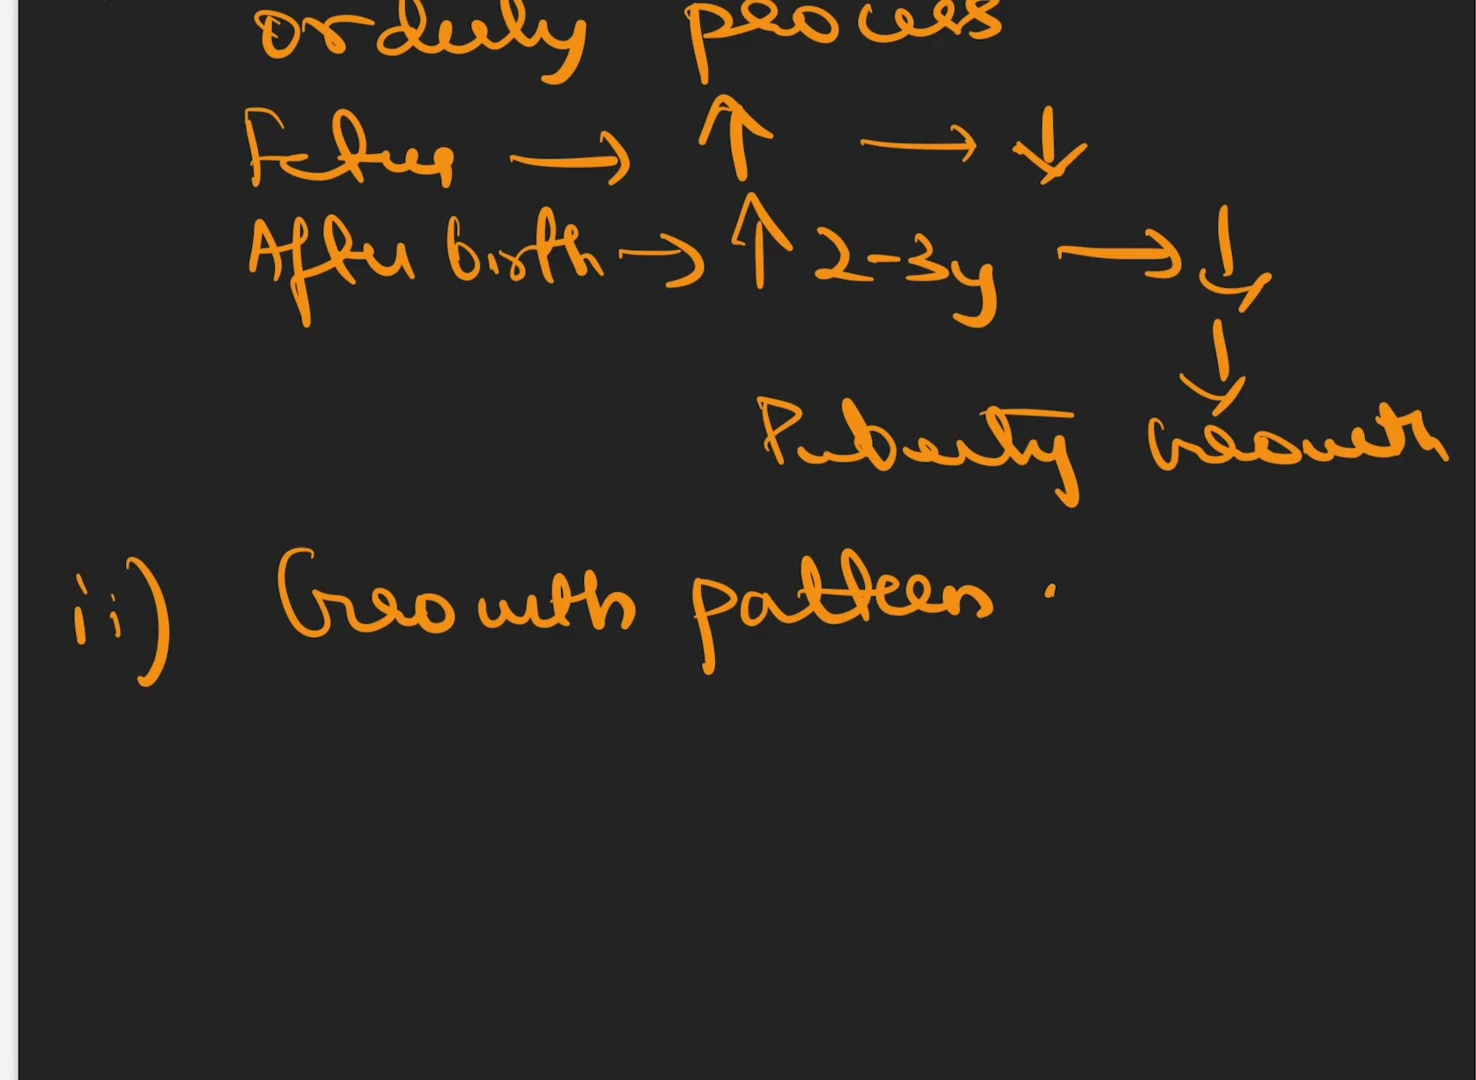 orderly process
Fetus → ↑ → ↓
After birth → ↑ 2-3y → ↓
↓
Puberty Growth
ii) Growth pattern .